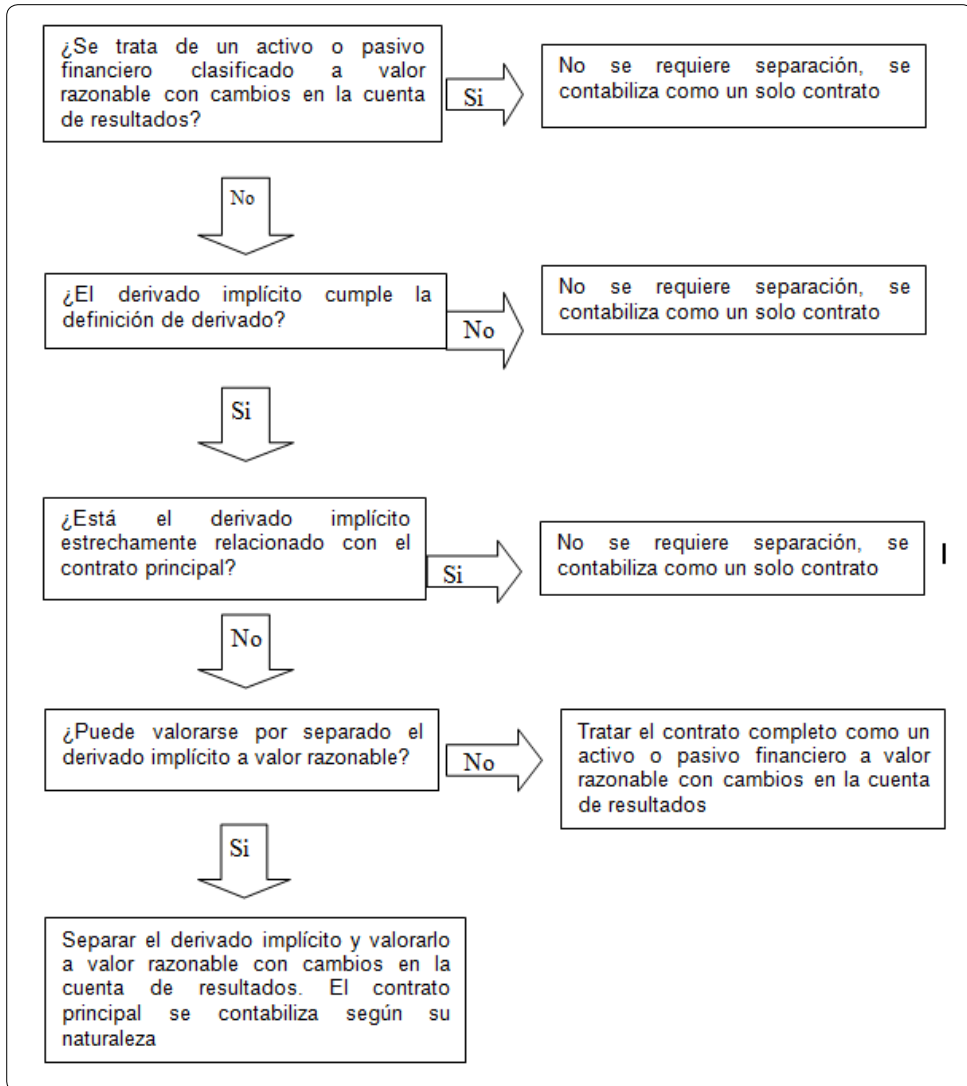 ¿Se trata de un activo o pasivo
financiero clasificado a valor
razonable con cambios en la cuenta
de resultados?
Si
No se requiere separación, se
contabiliza como un solo contrato
No
¿El derivado implícito cumple la
definición de derivado?
No
No se requiere separación, se
contabiliza como un solo contrato
Si
¿Está el derivado implícito
estrechamente relacionado con el
contrato principal?
Si
No se requiere separación, se
contabiliza como un solo contrato
No
¿Puede valorarse por separado el
derivado implícito a valor razonable?
No
Tratar el contrato completo como un
activo o pasivo financiero a valor
razonable con cambios en la cuenta
de resultados
Si
Separar el derivado implícito y valorarlo
a valor razonable con cambios en la
cuenta de resultados. El contrato
principal se contabiliza según su
naturaleza